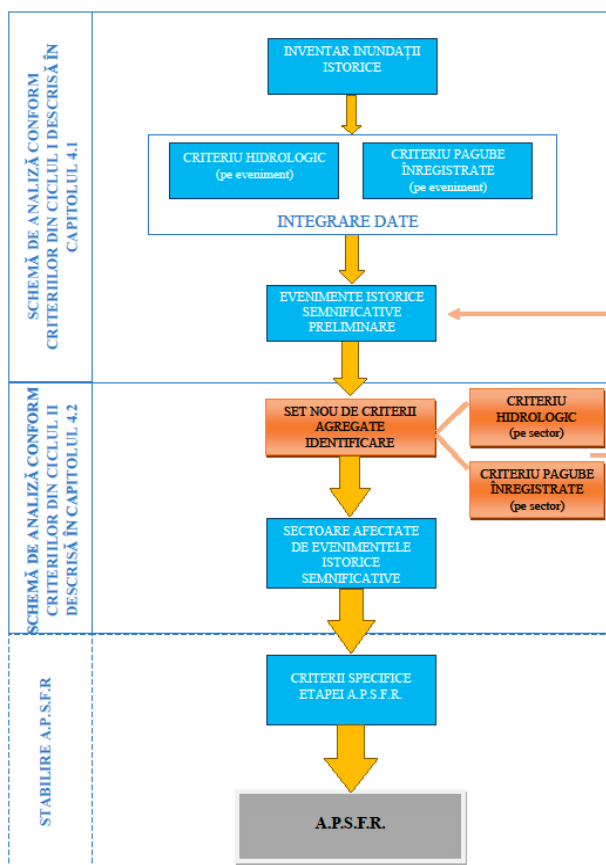 SCHEMĂ DE ANALIZĂ CONFORM
CRITERIILOR DIN CICLUL I DESCRISĂ ÎN
CAPITOLUL 4.1
INVENTAR INUNDAȚII
ISTORICE
CRITERIU HIDROLOGIC
(pe eveniment)
CRITERIU PAGUBE
ÎNREGISTRATE
(pe eveniment)
INTEGRARE DATE
EVENIMENTE ISTORICE
SEMNIFICATIVE
PRELIMINARE
SCHEMĂ DE ANALIZĂ CONFORM
CRITERIILOR DIN CICLUL II
DESCRISĂ ÎN CAPITOLUL 4.2
SET NOU DE CRITERII
AGREGATE
IDENTIFICARE
CRITERIU
HIDROLOGIC
(pe sector)
CRITERIU PAGUBE
ÎNREGISTRATE
(pe sector)
SECTOARE AFECTATE
DE EVENIMENTELE
ISTORICE
SEMNIFICATIVE
STABILIRE A.P.S.F.R
CRITERII SPECIFICE
ETAPEI A.P.S.F.R.
A.P.S.F.R.